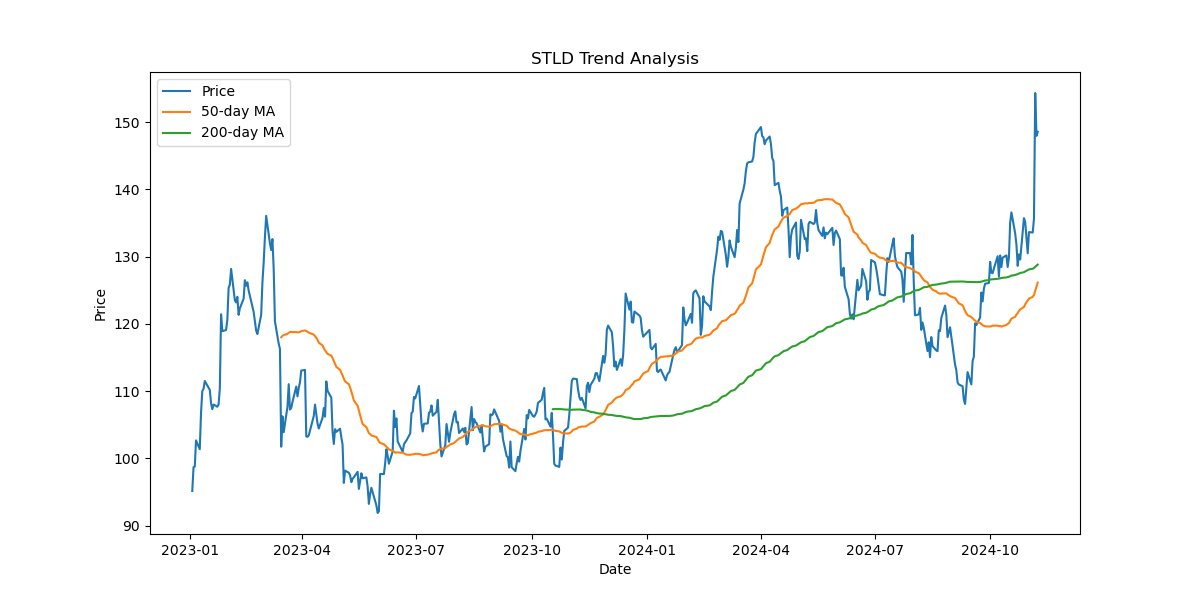 STLD Trend Analysis
Price
50-day MA
200-day MA
150
140
130
120
110
100
90
Price
2023-01
2023-04
2023-07
2023-10
2024-01
2024-04
2024-07
2024-10
Date